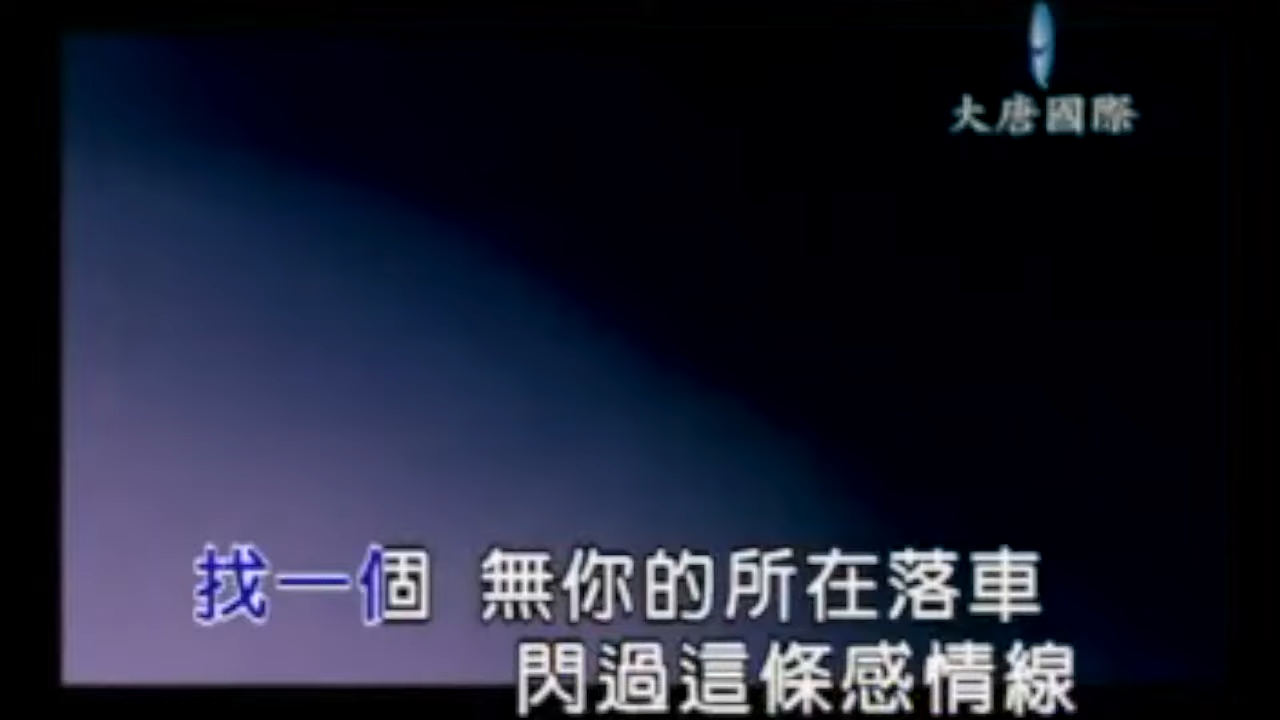 大唐國際
找一個 無你的所在落車
閃過這條感情線